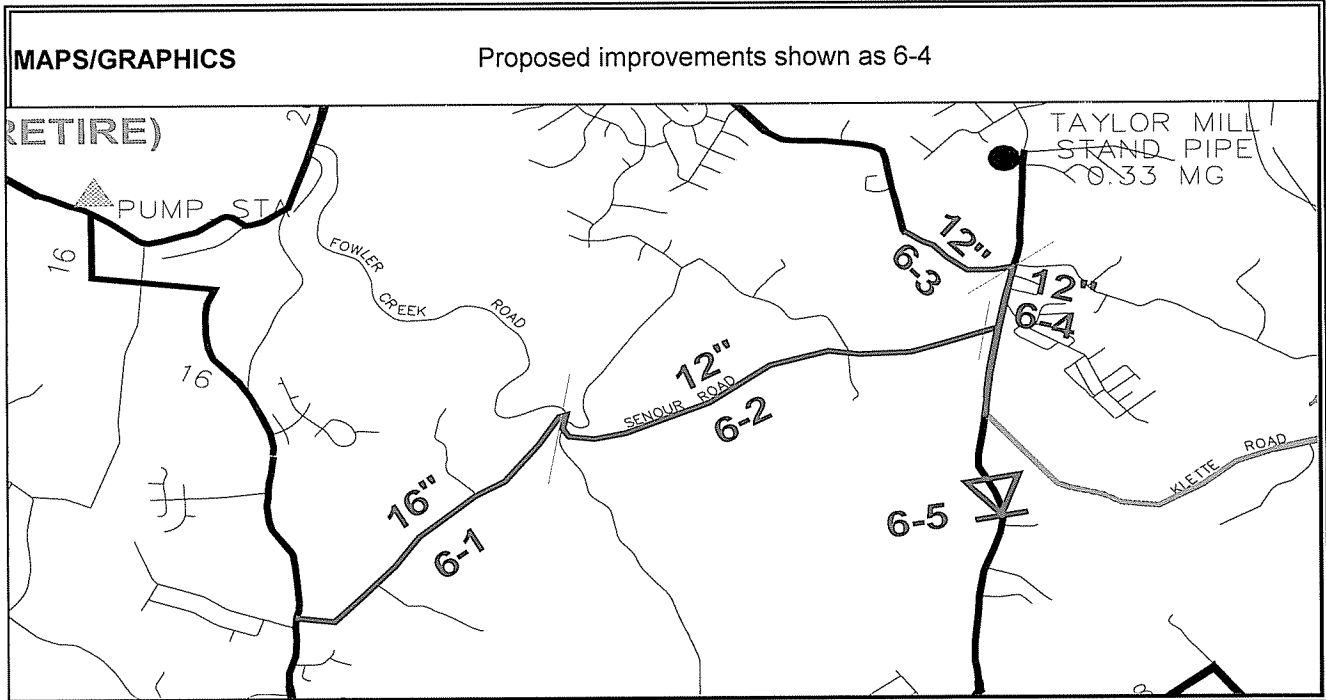 MAPS/GRAPHICS
Proposed improvements shown as 6-4
RETIRE)
PUMP STA
16
16
FOWLER
CREEK
ROAD
TAYLOR MILL
STAND PIPE
0.33 MG
12"
6-3
12"
6-4
12"
SENOUR ROAD
6-2
16"
6-1
6-5
KLETTE ROAD